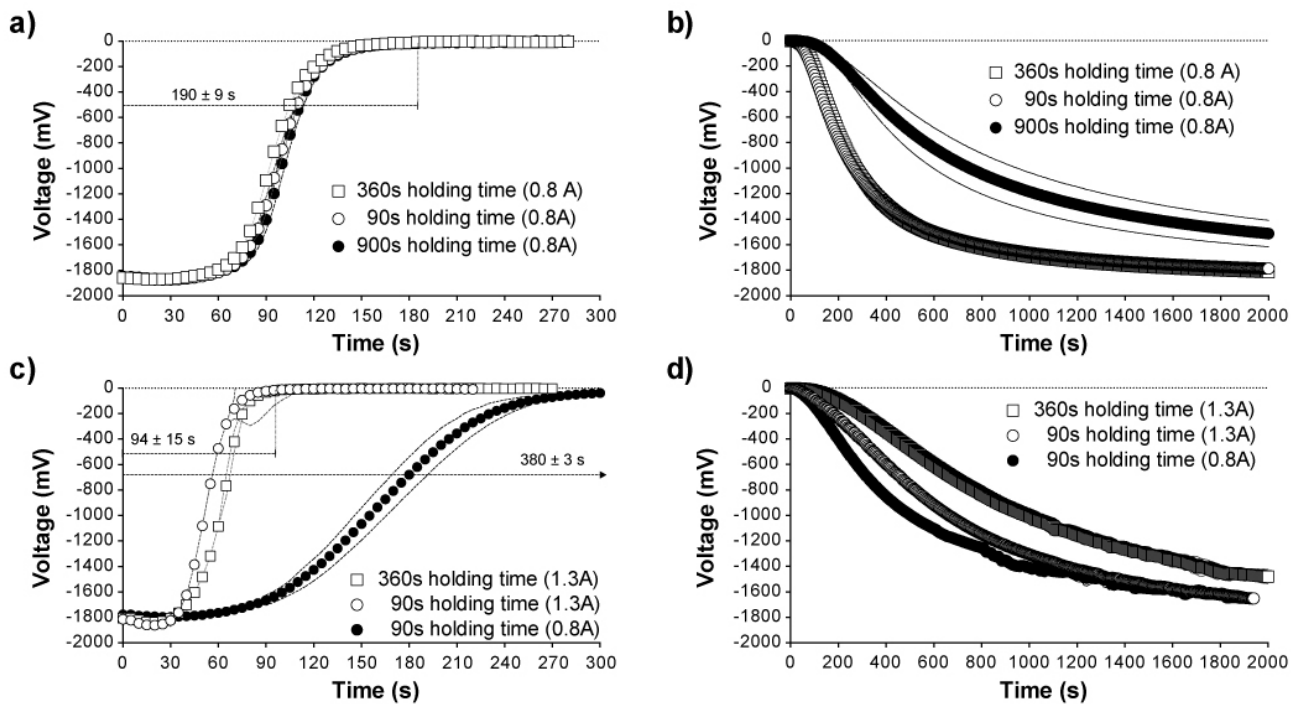 a)
0
-200
-400
-600
-800
-1000
-1200
-1400
-1600
-1800
-2000
Voltage (mV)
190 ± 9 s
360s holding time (0.8 A)
90s holding time (0.8A)
900s holding time (0.8A)
0 30 60 90 120 150 180 210 240 270 300
Time (s)
b)
0
-200
-400
-600
-800
-1000
-1200
-1400
-1600
-1800
-2000
Voltage (mV)
360s holding time (0.8 A)
90s holding time (0.8A)
900s holding time (0.8A)
0 200 400 600 800 1000 1200 1400 1600 1800 2000
Time (s)
c)
0
-200
-400
-600
-800
-1000
-1200
-1400
-1600
-1800
-2000
Voltage (mV)
94 ± 15 s
380 ± 3 s
360s holding time (1.3A)
90s holding time (1.3A)
90s holding time (0.8A)
0 30 60 90 120 150 180 210 240 270 300
Time (s)
d)
0
-200
-400
-600
-800
-1000
-1200
-1400
-1600
-1800
-2000
Voltage (mV)
360s holding time (1.3A)
90s holding time (1.3A)
90s holding time (0.8A)
0 200 400 600 800 1000 1200 1400 1600 1800 2000
Time (s)